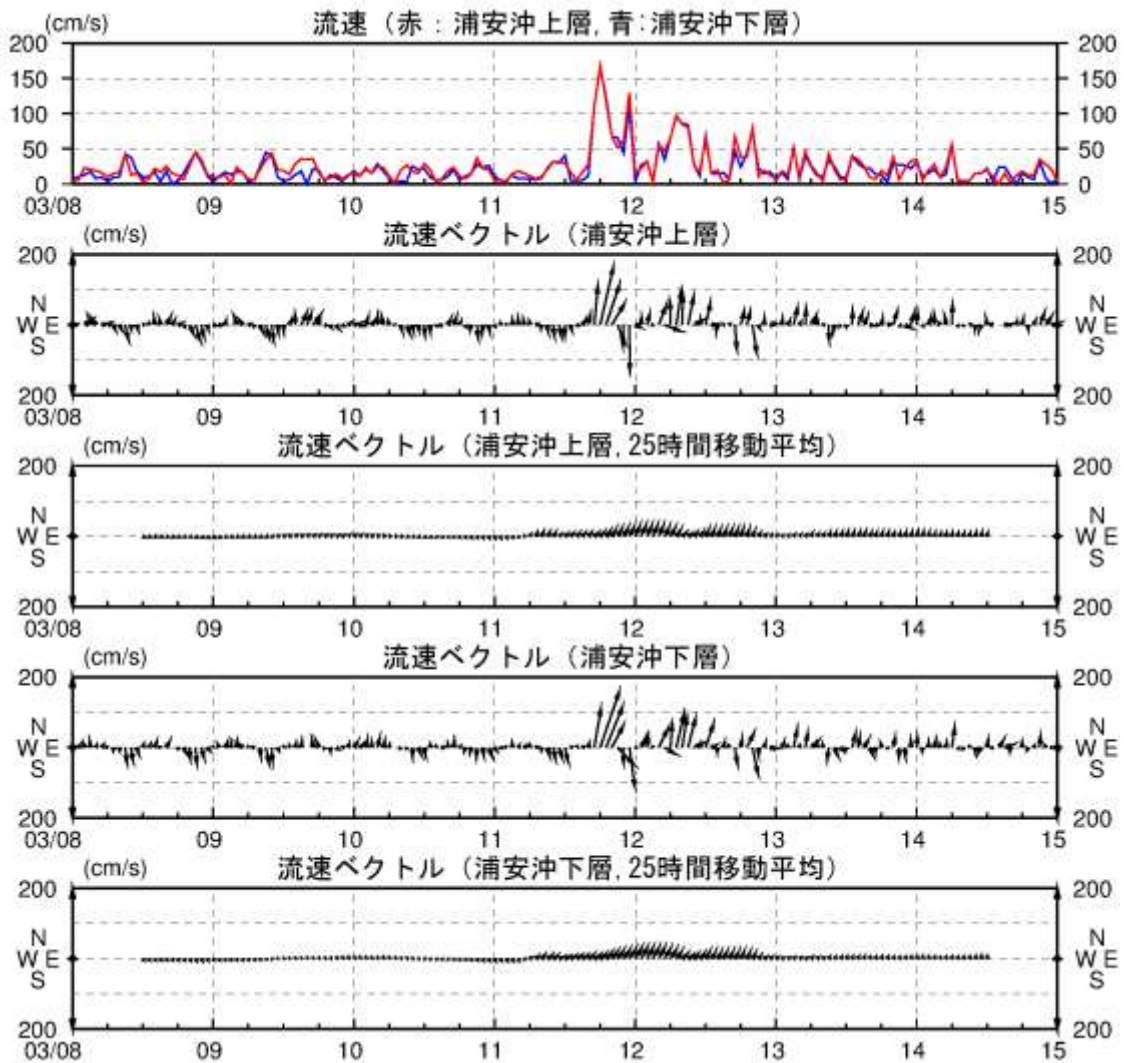 (cm/s) 流速（赤：浦安沖上層, 青：浦安沖下層）
200 200
150 150
100 100
50 50
0 0
03/08 09 10 11 12 13 14 15
(cm/s) 流速ベクトル（浦安沖上層）
200 200
N N
W E W E
S S
200 200
03/08 09 10 11 12 13 14 15
(cm/s) 流速ベクトル（浦安沖上層, 25時間移動平均）
200 200
N N
W E W E
S S
200 200
03/08 09 10 11 12 13 14 15
(cm/s) 流速ベクトル（浦安沖下層）
200 200
N N
W E W E
S S
200 200
03/08 09 10 11 12 13 14 15
(cm/s) 流速ベクトル（浦安沖下層, 25時間移動平均）
200 200
N N
W E W E
S S
200 200
03/08 09 10 11 12 13 14 15